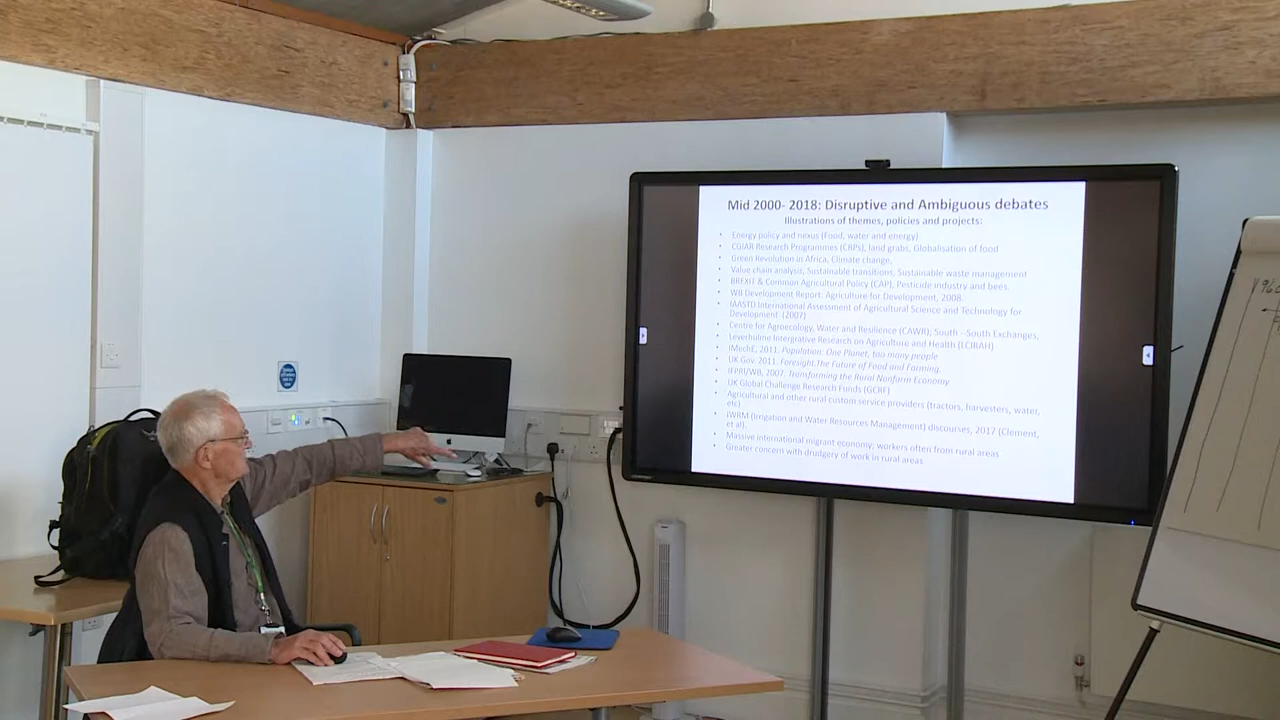 Mid 2000- 2018: Disruptive and Ambiguous debates
Illustrations of themes, policies and projects:
• Energy policy and nexus (Food, water and energy)
• CGIAR Research Programmes (CRPs), land grabs, Globalisation of food
• Green Revolution in Africa, Climate change,
• Value chain analysis, Sustainable transitions, Sustainable waste management
• BREXIT & Common Agricultural Policy (CAP), Pesticide industry and bees.
• WB Development Report: Agriculture for Development, 2008.
• IAASTD International Assessment of Agricultural Science and Technology for
Development (2007)
• Centre for Agroecology, Water and Resilience (CAWR); South - South Exchanges,
• Leverhulme Intergrative Research on Agriculture and Health (LCIRAH)
• IMechE, 2011. Population: One Planet, too many people
• UK Gov. 2011. Foresight.The Future of Food and Farming.
• IFPRI/WB, 2007. Transforming the Rural Nonfarm Economy
• UK Global Challenge Research Funds (GCRF)
• Agricultural and other rural custom service providers (tractors, harvesters, water,
etc)
• IWRM (Irrigation and Water Resources Management) discourses, 2017 (Clement,
et al).
• Massive international migrant economy; workers often from rural areas
• Greater concern with drudgery of work in rural areas